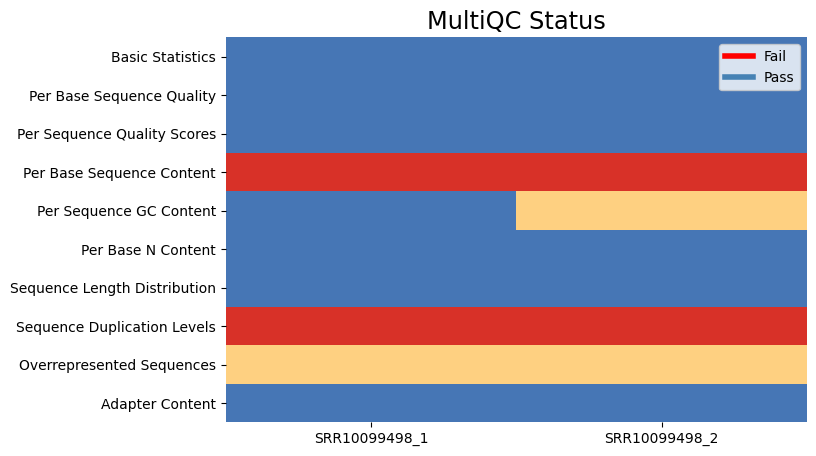 MultiQC Status
Fail
Pass
Basic Statistics
Per Base Sequence Quality
Per Sequence Quality Scores
Per Base Sequence Content
Per Sequence GC Content
Per Base N Content
Sequence Length Distribution
Sequence Duplication Levels
Overrepresented Sequences
Adapter Content
SRR10099498_1
SRR10099498_2